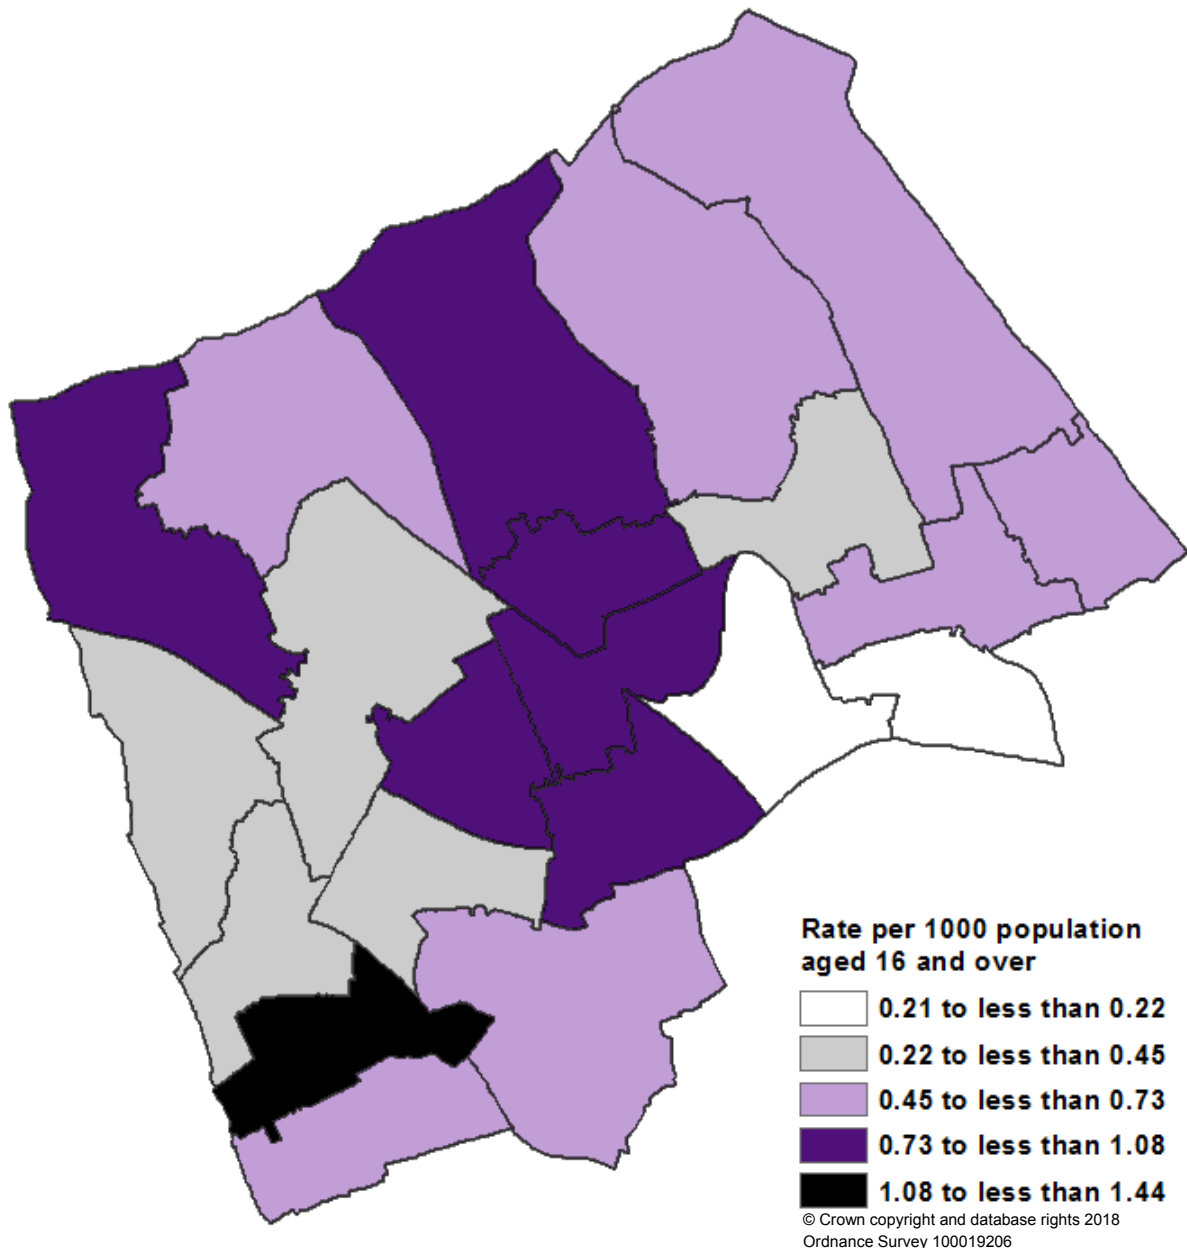 Rate per 1000 population
aged 16 and over
0.21 to less than 0.22
0.22 to less than 0.45
0.45 to less than 0.73
0.73 to less than 1.08
1.08 to less than 1.44
© Crown copyright and database rights 2018
Ordnance Survey 100019206